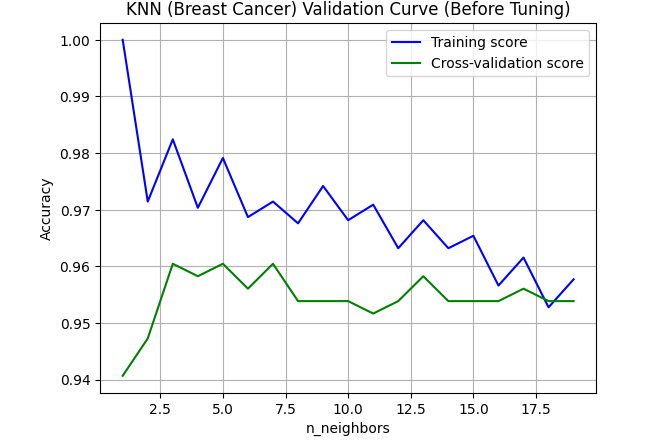 KNN (Breast Cancer) Validation Curve (Before Tuning)
Training score
Cross-validation score
1.00
0.99
0.98
0.97
0.96
0.95
0.94
Accuracy
2.5 5.0 7.5 10.0 12.5 15.0 17.5
n_neighbors